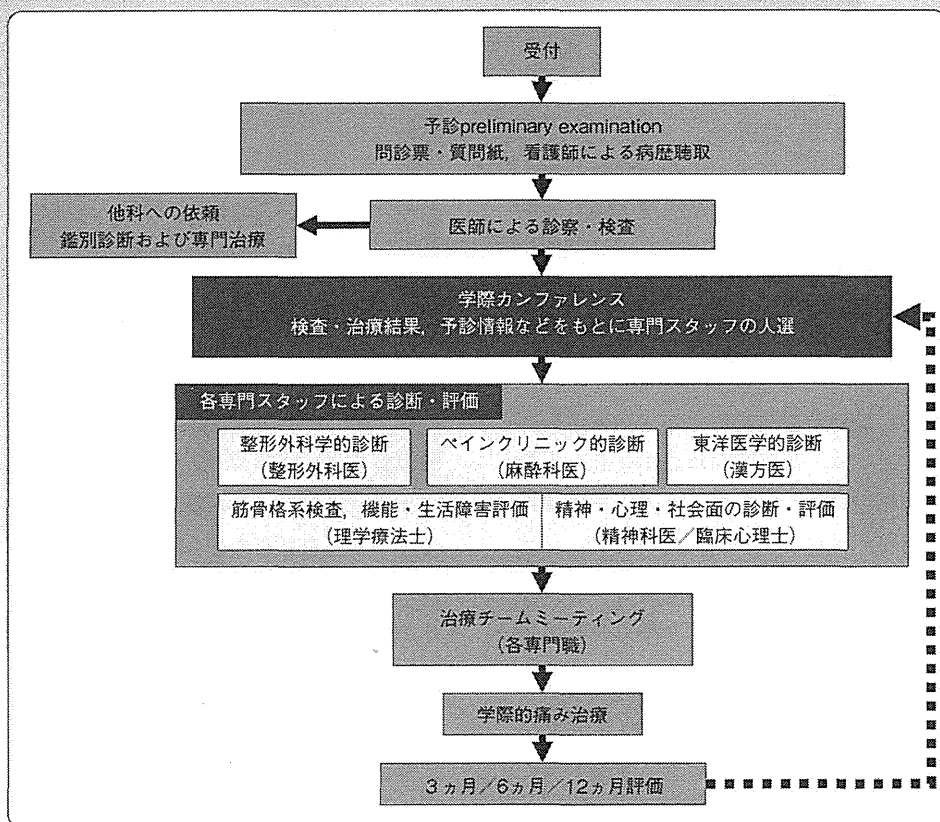 受付
予診preliminary examination
問診票・質問紙，看護師による病歴聴取
他科への依頼
鑑別診断および専門治療
医師による診察・検査
学際カンファレンス
検査・治療結果，予診情報などをもとに専門スタッフの人選
各専門スタッフによる診断・評価
整形外科学的診断
（整形外科医）
ペインクリニック的診断
（麻酔科医）
東洋医学的診断
（漢方医）
筋骨格系検査，機能・生活障害評価
（理学療法士）
精神・心理・社会面の診断・評価
（精神科医／臨床心理士）
治療チームミーティング
（各専門職）
学際的痛み治療
3ヵ月／6ヵ月／12ヵ月評価